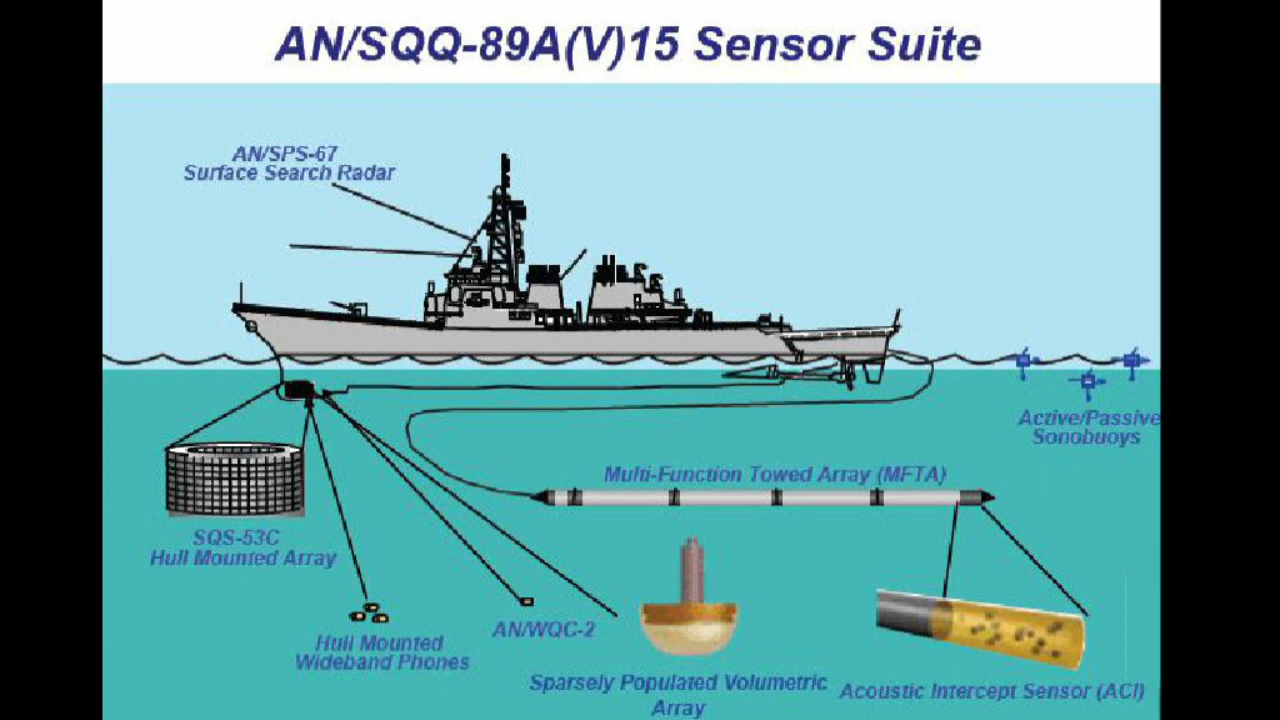 AN/SQQ-89A(V)15 Sensor Suite
AN/SPS-67
Surface Search Radar
Active/Passive
Sonobuoys
Multi-Function Towed Array (MFTA)
SQS-53C
Hull Mounted Array
Hull Mounted
Wideband Phones
AN/WQC-2
Sparsely Populated Volumetric
Array
Acoustic Intercept Sensor (ACI)